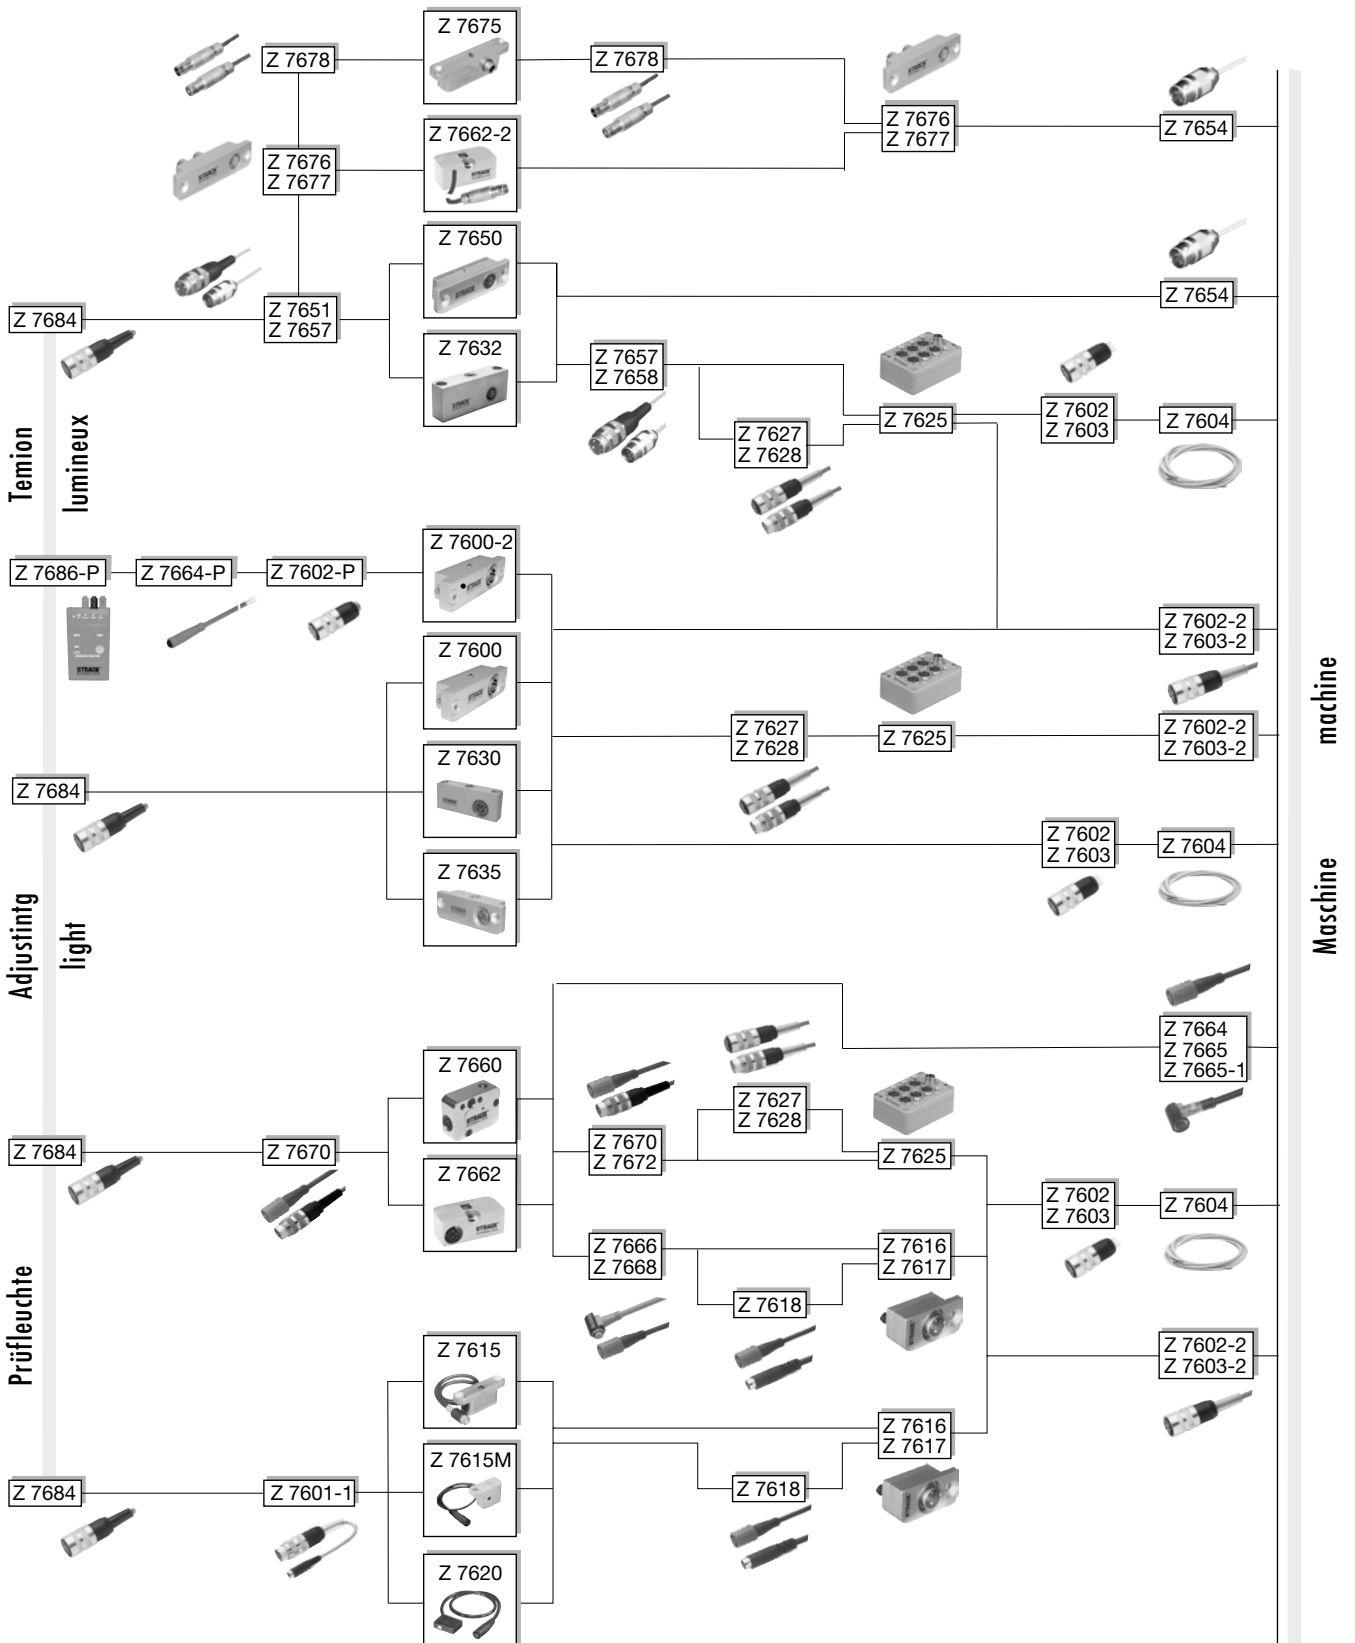 Z 7675
Z 7678
Z 7678
Z 7676
Z 7677
Z 7654
Z 7662-2
Z 7676
Z 7677
Z 7650
Z 7654
Z 7651
Z 7657
Z 7684
Z 7632
Z 7657
Z 7658
Z 7625
Z 7602
Z 7603
Z 7604
Z 7627
Z 7628
Temion
lumineux
Z 7600-2
Z 7686-P
Z 7664-P
Z 7602-P
STRACK
Z 7602-2
Z 7603-2
Z 7600
Z 7627
Z 7628
Z 7625
Z 7602-2
Z 7603-2
machine
Z 7630
Z 7684
Z 7602
Z 7603
Z 7604
Z 7635
Maschine
Adjustintg
light
Z 7664
Z 7665
Z 7665-1
Z 7660
Z 7627
Z 7628
Z 7684
Z 7670
Z 7670
Z 7672
Z 7625
Z 7662
Z 7602
Z 7603
Z 7604
Z 7666
Z 7668
Z 7616
Z 7617
Z 7618
Prüfleuchte
Z 7615
Z 7602-2
Z 7603-2
Z 7616
Z 7617
Z 7615M
Z 7684
Z 7601-1
Z 7618
Z 7620